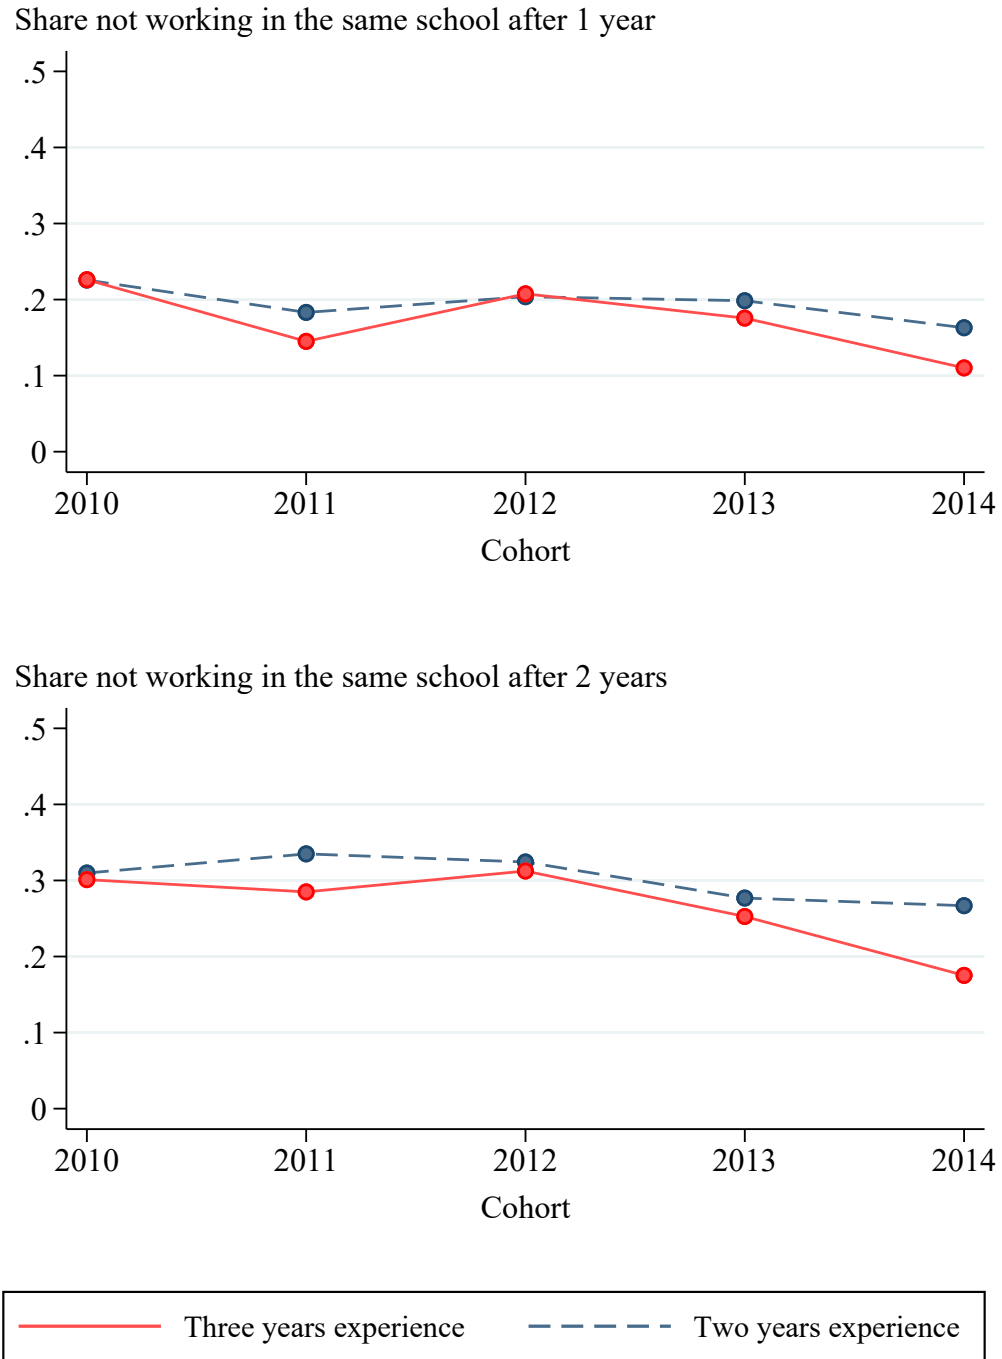 Share not working in the same school after 1 year
.5
.4
.3
.2
.1
0
2010 2011 2012 2013 2014
Cohort
Share not working in the same school after 2 years
.5
.4
.3
.2
.1
0
2010 2011 2012 2013 2014
Cohort
Three years experience Two years experience